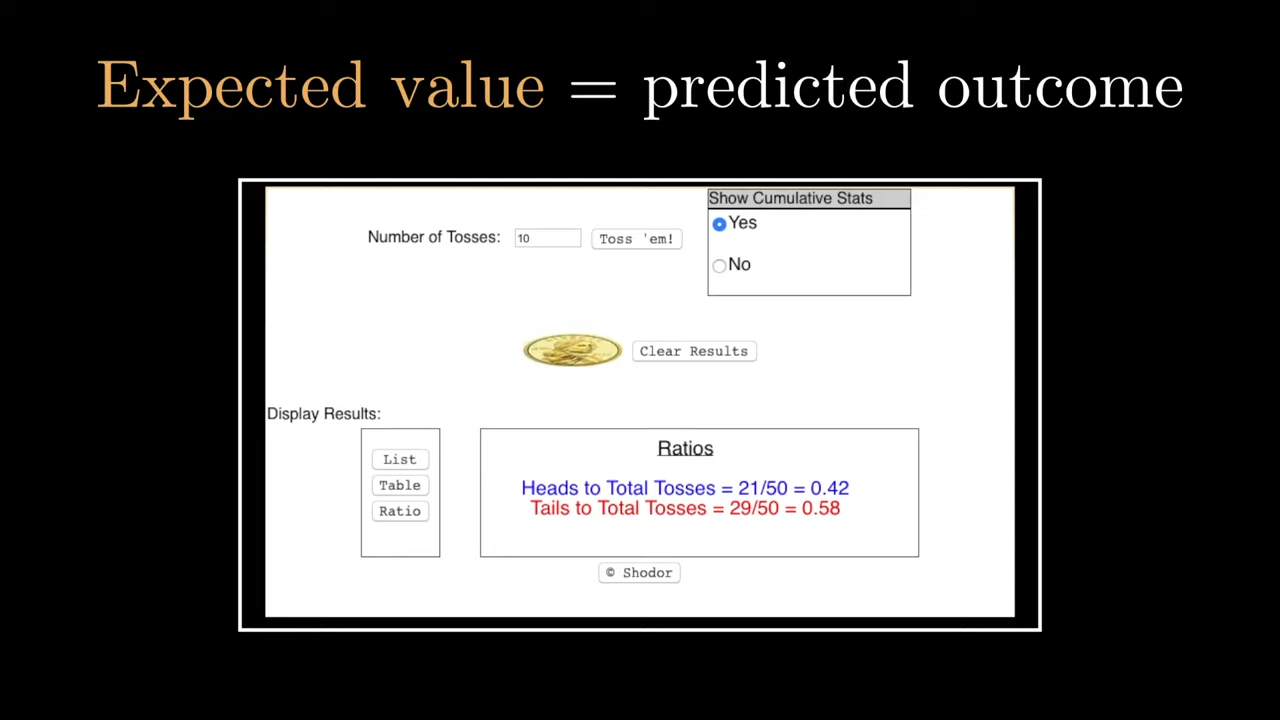 Expected value = predicted outcome
Show Cumulative Stats
Yes
Number of Tosses: 10 Toss 'em!
No
Clear Results
Display Results:
Ratios
List
Table
Ratio
Heads to Total Tosses = 21/50 = 0.42
Tails to Total Tosses = 29/50 = 0.58
© Shodor